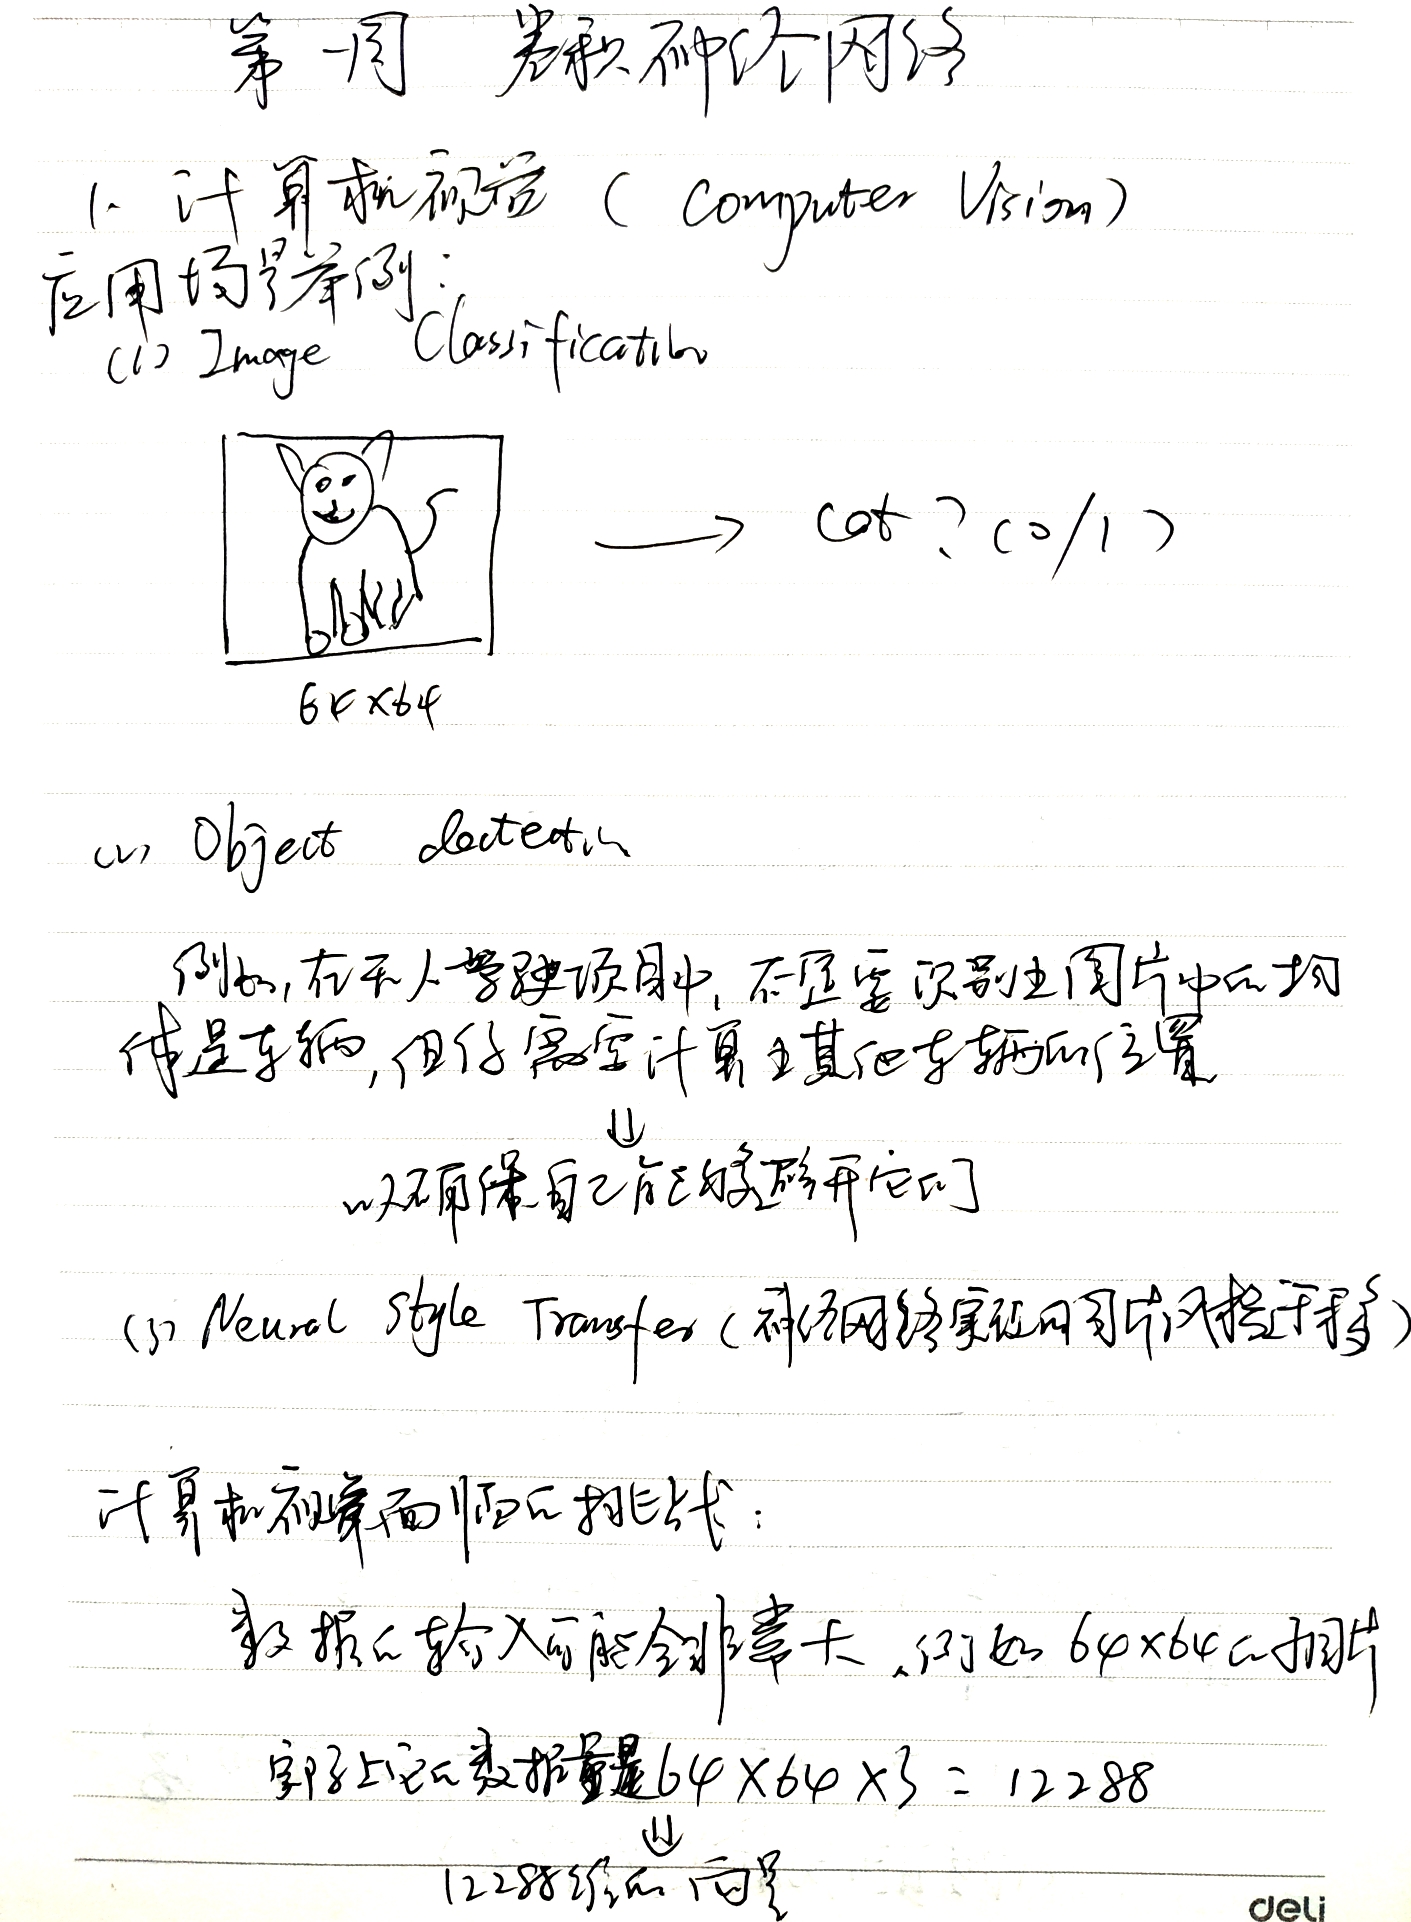 第一周 卷积神经网络
1. 计算机视觉 (Computer Vision)
应用场景举例:
(1) Image Classification
→ cat? (0/1)
64×64
(2) Object dectection
例如,在无人驾驶项目中,不仅要识别出图片中的物
体是车辆,但仍需要计算出其他车辆的位置
⇓
以确保自己能够避开它们
(3) Neural Style Transfer (神经网络实现的图片风格迁移)
计算机视觉面临的挑战:
数据的输入可能会非常大,例如 64×64的图片
实际上它的数据量是64×64×3 = 12288
⇓
12288维的向量
deli